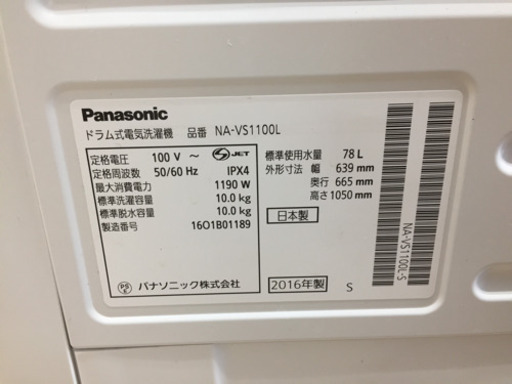 Panasonic
ドラム式電気洗濯機 品番 NA-VS1100L
定格電圧 100 V ～
定格周波数 50/60 Hz IPX4
最大消費電力 1190 W
標準洗濯容量 10.0 kg
標準脱水容量 10.0 kg
製造番号 16O1B01189
S JET
標準使用水量 78 L
外形寸法 幅 639 mm
奥行 665 mm
高さ 1050 mm
日本製
PS E
パナソニック株式会社
2016年製 S
NA-VS1100L-S